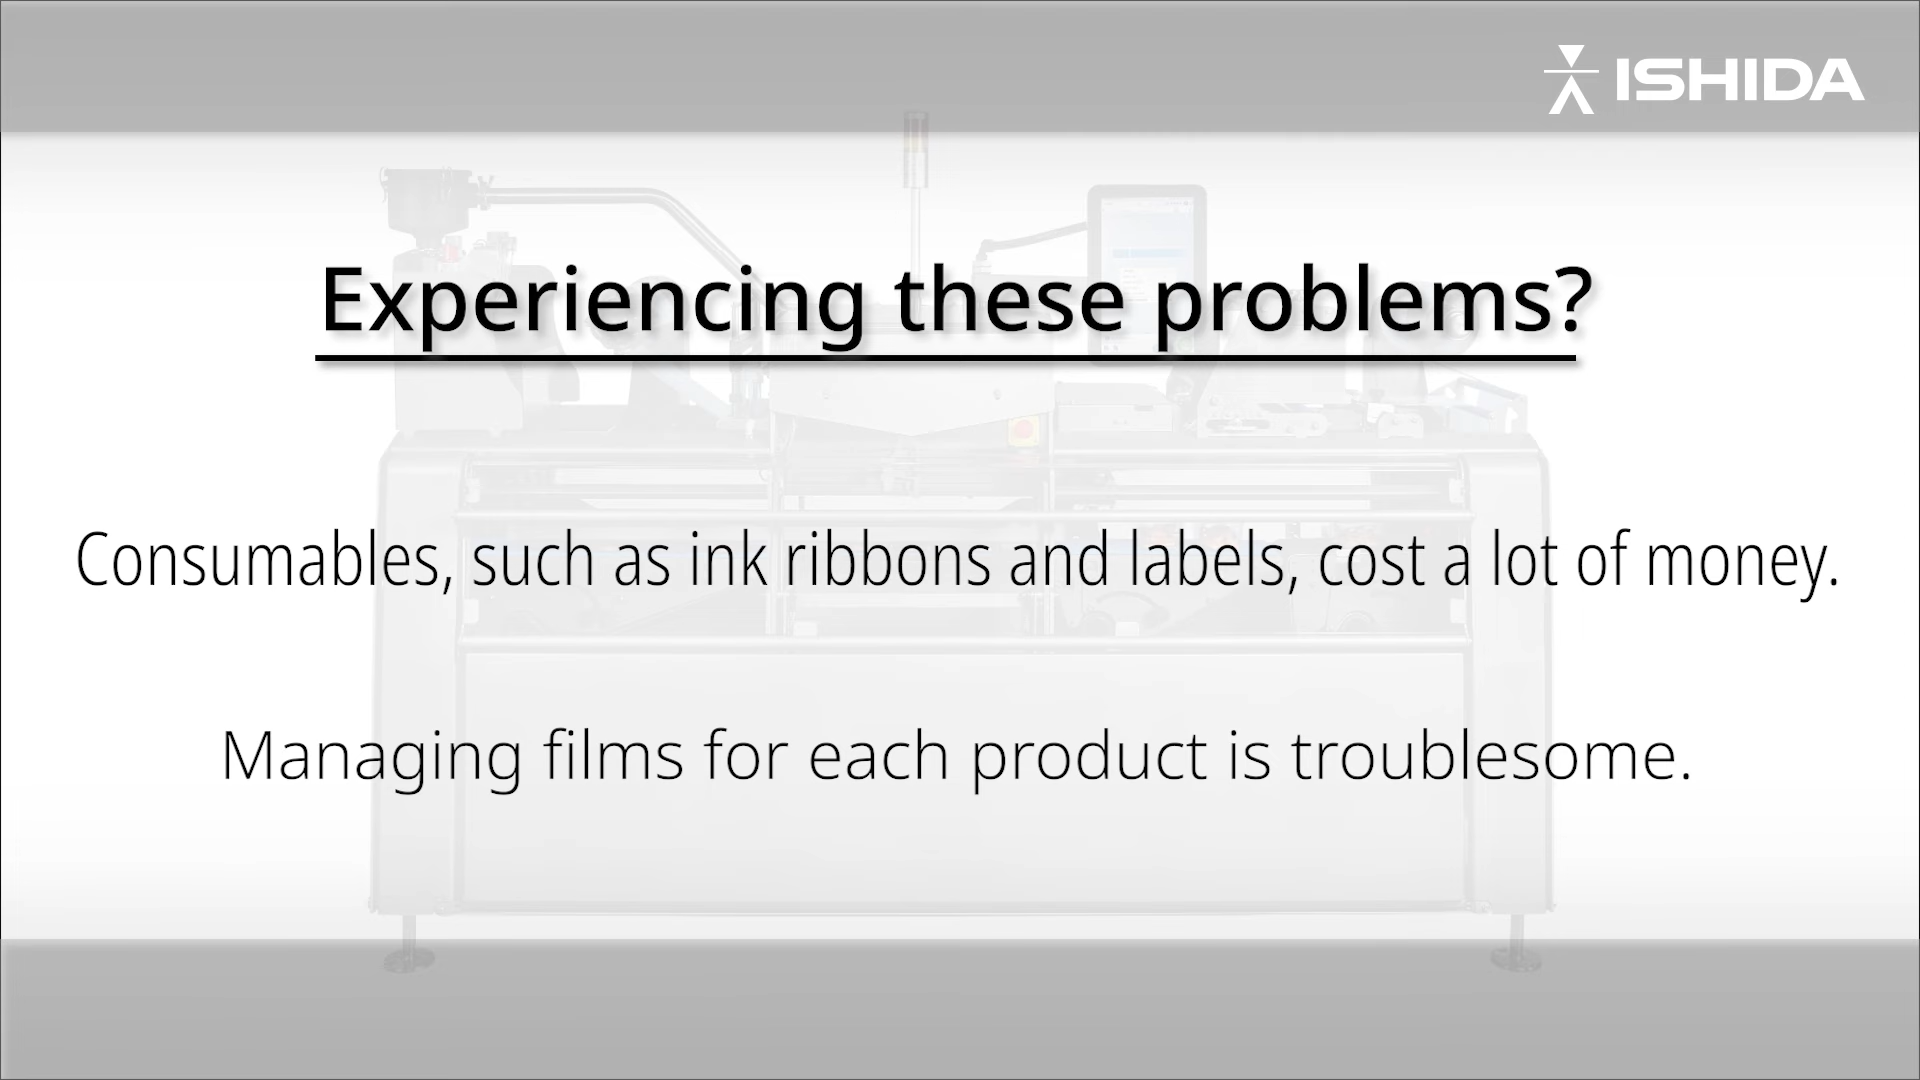 ISHIDA
Experiencing these problems?
Consumables, such as ink ribbons and labels, cost a lot of money.
Managing films for each product is troublesome.